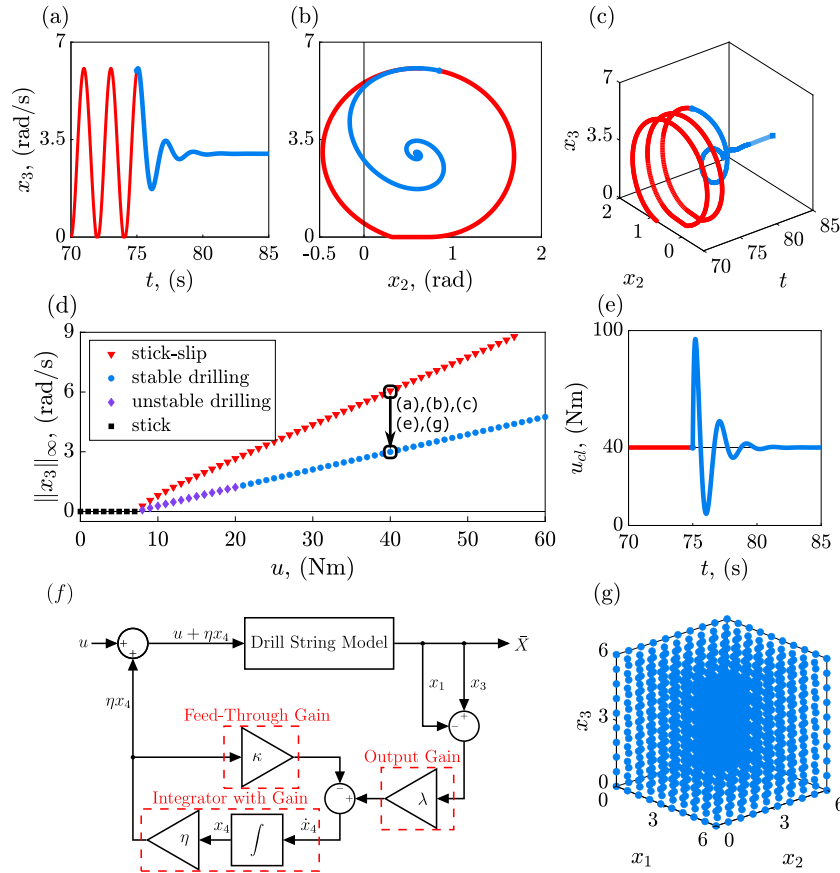 (a)
7
3.5
0
x₃, (rad/s)
70 75 80 85
t, (s)
(b)
7
3.5
0
-0.5 0 1 2
x₂, (rad)
(c)
7
3.5
0
x₃
2 1 0
x₂
70 75 80 85
t
(d)
9
6
3
0
‖x₃‖∞, (rad/s)
stick-slip
stable drilling
unstable drilling
stick
(a),(b),(c)
(e),(g)
0 10 20 30 40 50 60
u, (Nm)
(e)
100
40
0
u_cl, (Nm)
70 75 80 85
t, (s)
(f)
u
+
+
u + ηx₄
Drill String Model
X̄
x₁
x₃
ηx₄
+
−
Feed-Through Gain
κ
Output Gain
λ
−
+
Integrator with Gain
η
x₄
∫
ẋ₄
(g)
6
3
0
x₃
0 3 6
x₁
0 3 6
x₂